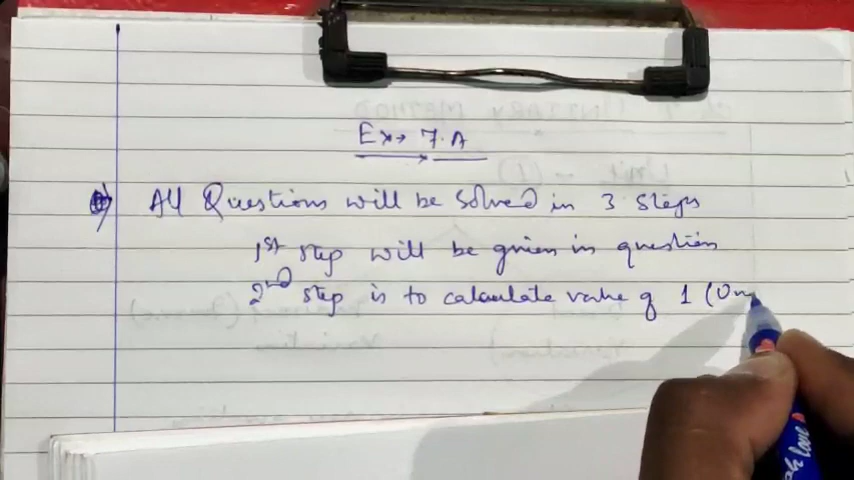 Ex → 7.A
All Questions will be solved in 3 steps
1st step will be given in question
2nd step is to calculate value of 1 (On